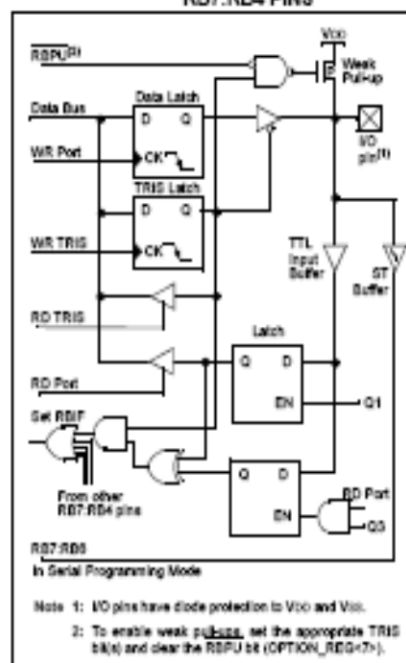 RB7:RB4 PINS
VDD
RBPU(2)
Weak
Pull-up
Data Bus
Data Latch
D Q
WR Port
CK
I/O
pin(1)
TRIS Latch
D Q
WR TRIS
CK
TTL
Input
Buffer
ST
Buffer
RD TRIS
Latch
Q D
RD Port
EN
Q1
Set RBIF
Q D
RD Port
EN
Q3
From other
RB7:RB4 pins
RB7:RB6
In Serial Programming Mode
Note 1: I/O pins have diode protection to VDD and VSS.
2: To enable weak pull-ups, set the appropriate TRIS
bit(s) and clear the RBPU bit (OPTION_REG<7>).